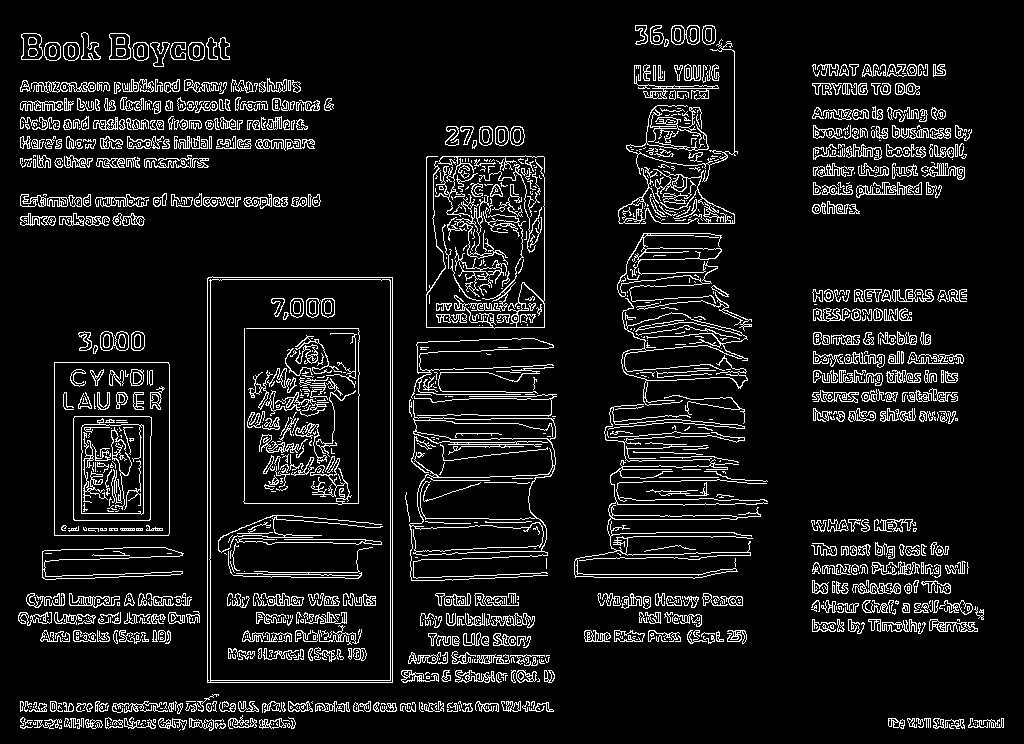 Book Boycott
Amazon.com published Penny Marshall's
memoir but is facing a boycott from Barnes &
Noble and resistance from other retailers.
Here's how the book's initial sales compare
with other recent memoirs:
Estimated number of hardcover copies sold
since release date
3,000
CYNDI
LAUPER
Cyndi Lauper: A Memoir
Cyndi Lauper and Jancee Dunn
Atria Books (Sept. 18)
7,000
My
Mother
Was Nuts
Penny
Marshall
My Mother Was Nuts
Penny Marshall
Amazon Publishing/
New Harvest (Sept. 18)
27,000
TOTAL
RECALL
MY UNBELIEVABLY
TRUE LIFE STORY
Total Recall:
My Unbelievably
True Life Story
Arnold Schwarzenegger
Simon & Schuster (Oct. 1)
36,000
NEIL YOUNG
Waging Heavy Peace
Neil Young
Blue Rider Press (Sept. 25)
WHAT AMAZON IS
TRYING TO DO:
Amazon is trying to
broaden its business by
publishing books itself,
rather than just selling
books published by
others.
HOW RETAILERS ARE
RESPONDING:
Barnes & Noble is
boycotting all Amazon
Publishing titles in its
stores; other retailers
have also shied away.
WHAT'S NEXT:
The next big test for
Amazon Publishing will
be its release of 'The
4-Hour Chef,' a self-help
book by Timothy Ferriss.
Note: Data are for approximately 75% of the U.S. print book market and does not track sales from Wal-Mart.
Sources: Nielsen BookScan; Getty Images (book stacks)
The Wall Street Journal